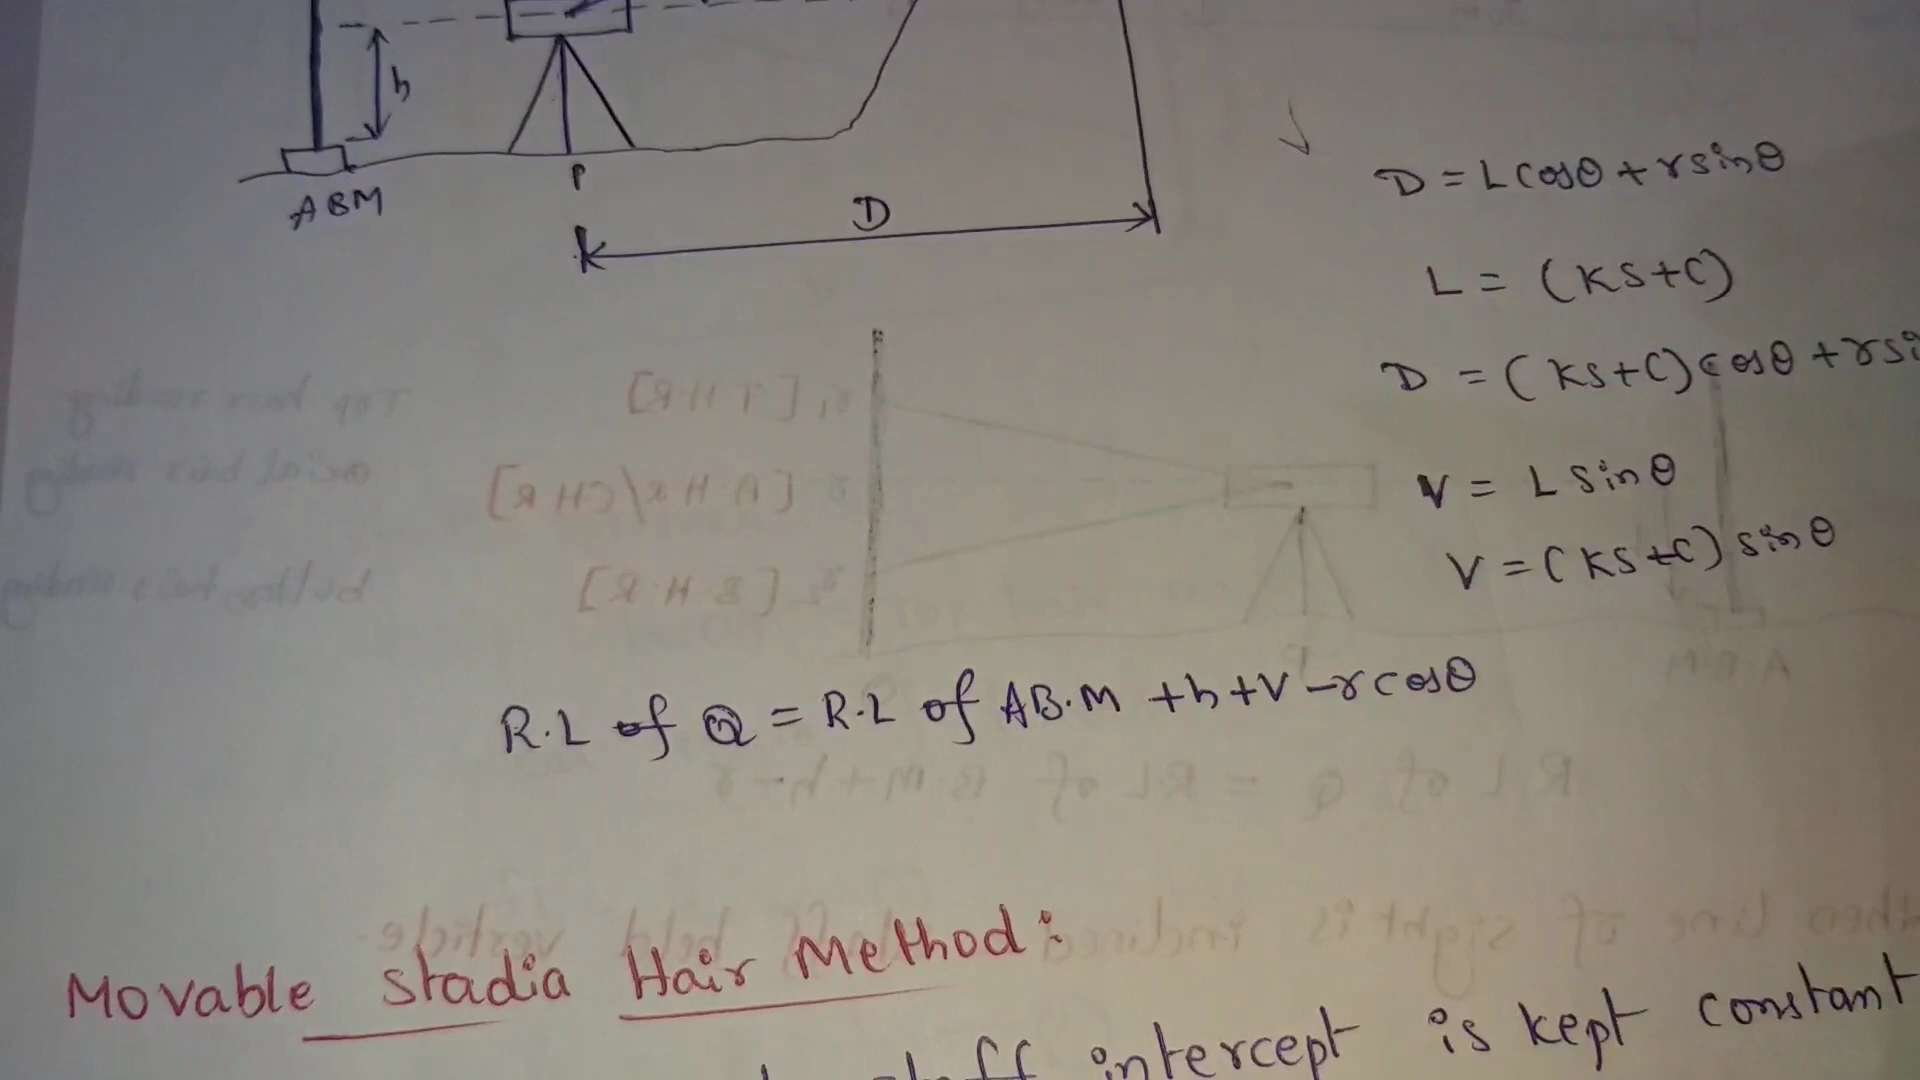 h
ABM
P
D
D = L cosθ + r sinθ
L = (KS+C)
D = (KS+C) cosθ + r si
V = L sinθ
V = (KS+C) sinθ
R.L of Q = R.L of AB.M + h + V - r cosθ
Movable Stadia Hair Method:
staff intercept is kept constant